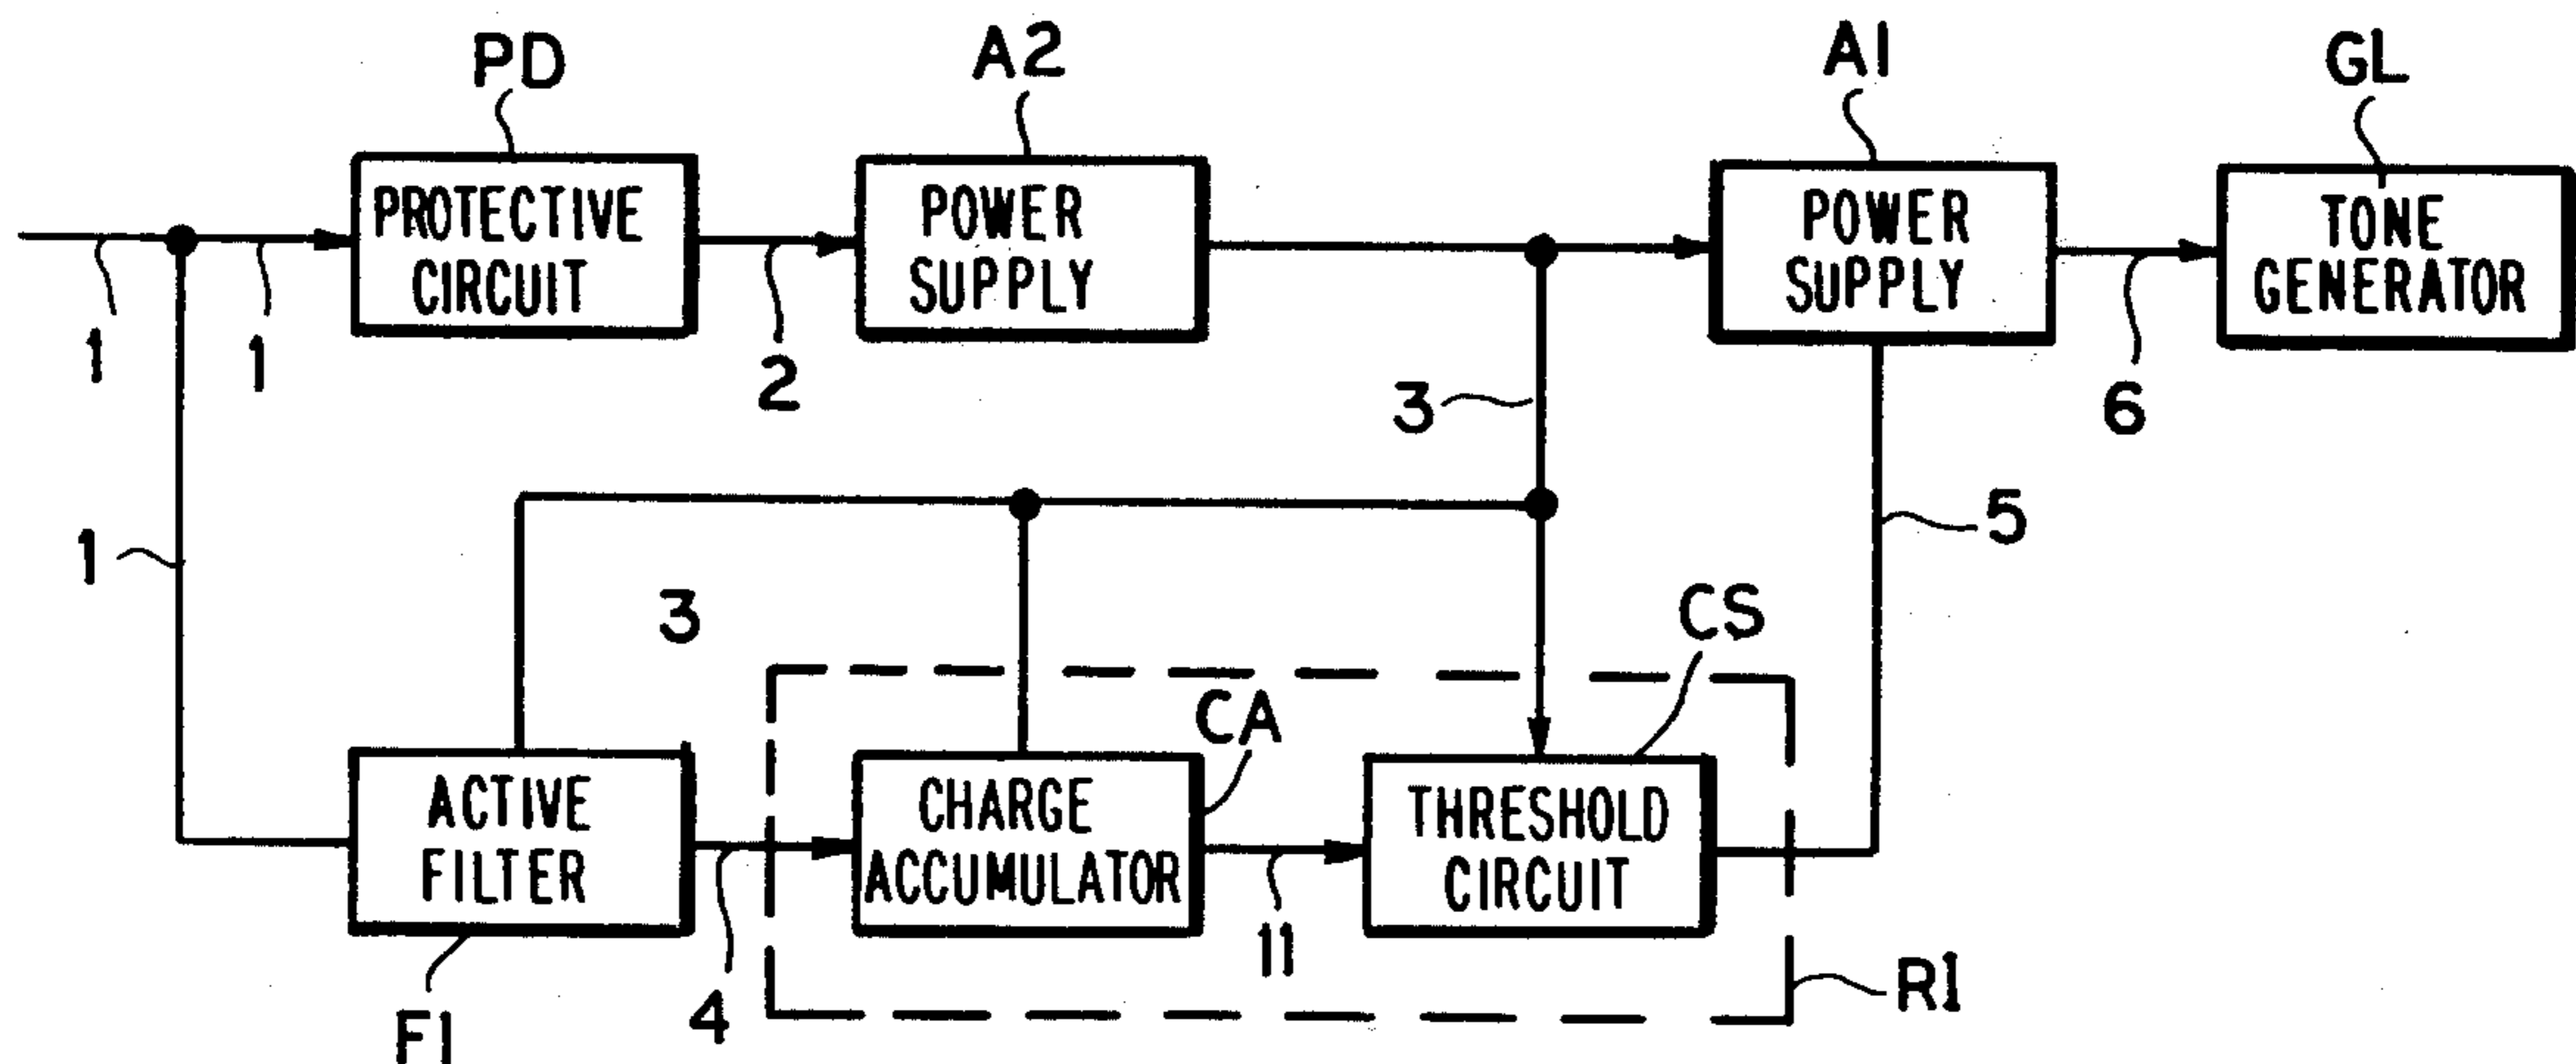 PD
A2
A1
GL
PROTECTIVE
CIRCUIT
POWER
SUPPLY
POWER
SUPPLY
TONE
GENERATOR
1
1
2
3
6
1
5
3
CS
CA
ACTIVE
FILTER
CHARGE
ACCUMULATOR
THRESHOLD
CIRCUIT
F1
4
11
R1